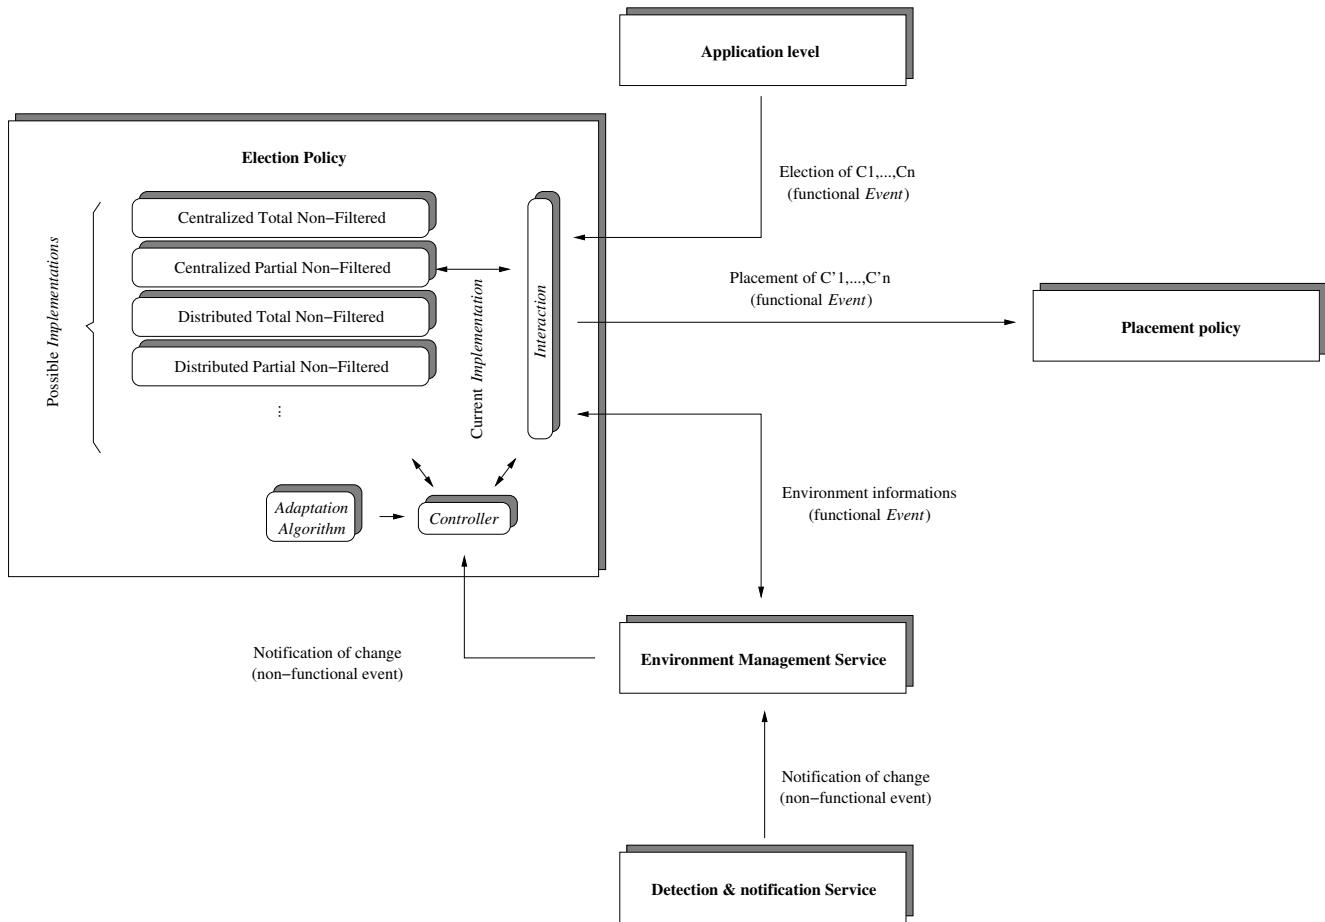 Application level
Election Policy
Election of C1,...,Cn
(functional Event)
Centralized Total Non−Filtered
Centralized Partial Non−Filtered
Distributed Total Non−Filtered
Distributed Partial Non−Filtered
...
Possible Implementations
Current Implementation
Interaction
Placement of C'1,...,C'n
(functional Event)
Placement policy
Adaptation
Algorithm
Controller
Environment informations
(functional Event)
Notification of change
(non−functional event)
Environment Management Service
Notification of change
(non−functional event)
Detection & notification Service